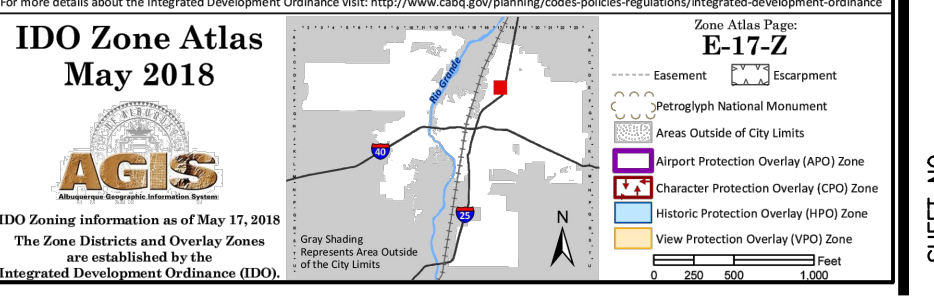 For more details about the Integrated Development Ordinance visit: http://www.cabq.gov/planning/codes-policies-regulations/integrated-development-ordinance
IDO Zone Atlas
May 2018
AGIS
Albuquerque Geographic Information System
IDO Zoning information as of May 17, 2018
The Zone Districts and Overlay Zones
are established by the
Integrated Development Ordinance (IDO).
Rio Grande
40
25
N
Gray Shading
Represents Area Outside
of the City Limits
Zone Atlas Page:
E-17-Z
Easement
Escarpment
Petroglyph National Monument
Areas Outside of City Limits
Airport Protection Overlay (APO) Zone
Character Protection Overlay (CPO) Zone
Historic Protection Overlay (HPO) Zone
View Protection Overlay (VPO) Zone
Feet
0 250 500 1,000
SHEET NO